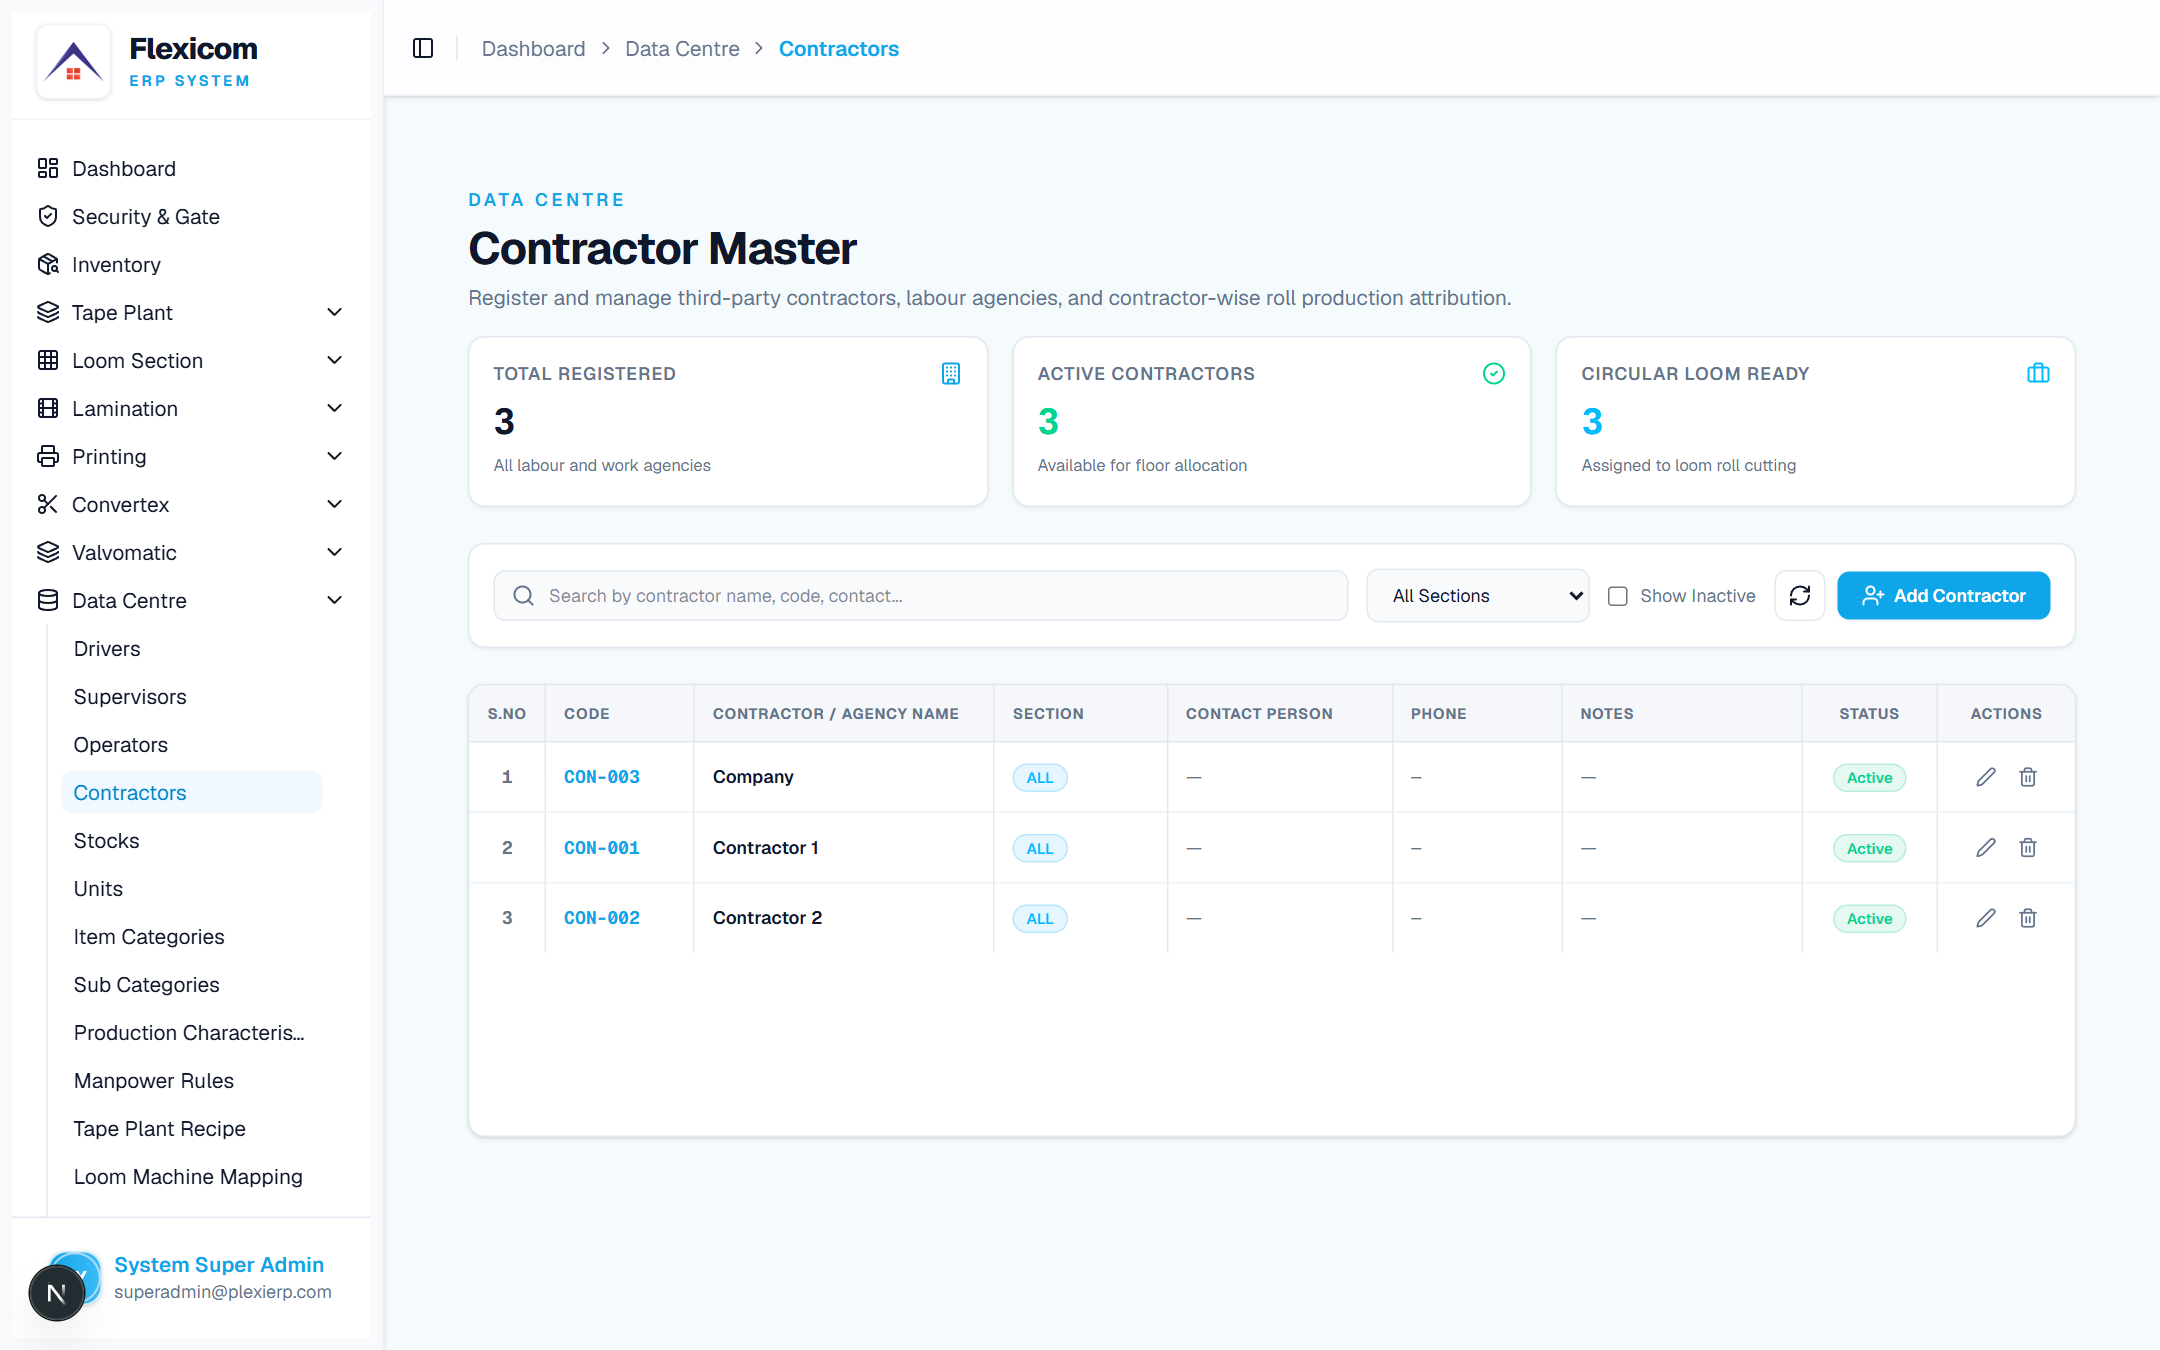 Flexicom
ERP SYSTEM
Dashboard
Security & Gate
Inventory
Tape Plant
Loom Section
Lamination
Printing
Convertex
Valvomatic
Data Centre
Drivers
Supervisors
Operators
Contractors
Stocks
Units
Item Categories
Sub Categories
Production Characteris...
Manpower Rules
Tape Plant Recipe
Loom Machine Mapping
N
System Super Admin
superadmin@plexierp.com
Dashboard > Data Centre > Contractors
DATA CENTRE
Contractor Master
Register and manage third-party contractors, labour agencies, and contractor-wise roll production attribution.
TOTAL REGISTERED
3
All labour and work agencies
ACTIVE CONTRACTORS
3
Available for floor allocation
CIRCULAR LOOM READY
3
Assigned to loom roll cutting
Search by contractor name, code, contact...
All Sections
Show Inactive
Add Contractor
S.NO CODE CONTRACTOR / AGENCY NAME SECTION CONTACT PERSON PHONE NOTES STATUS ACTIONS
1 CON-003 Company ALL — – — Active
2 CON-001 Contractor 1 ALL — – — Active
3 CON-002 Contractor 2 ALL — – — Active